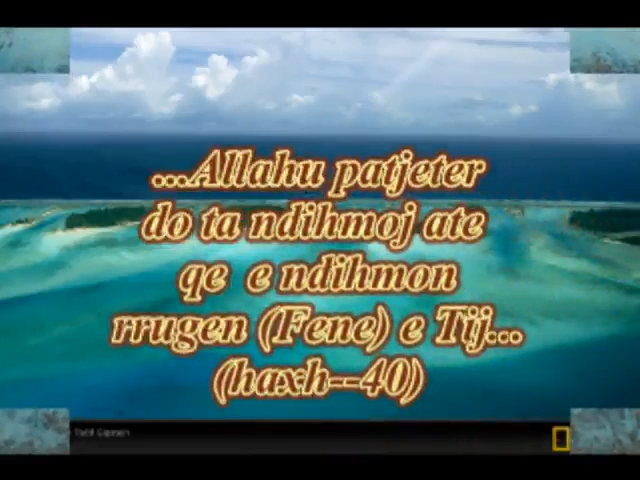 ...Allahu patjeter
do ta ndihmoj ate
qe e ndihmon
rrugen (Fene) e Tij...
(haxh--40)